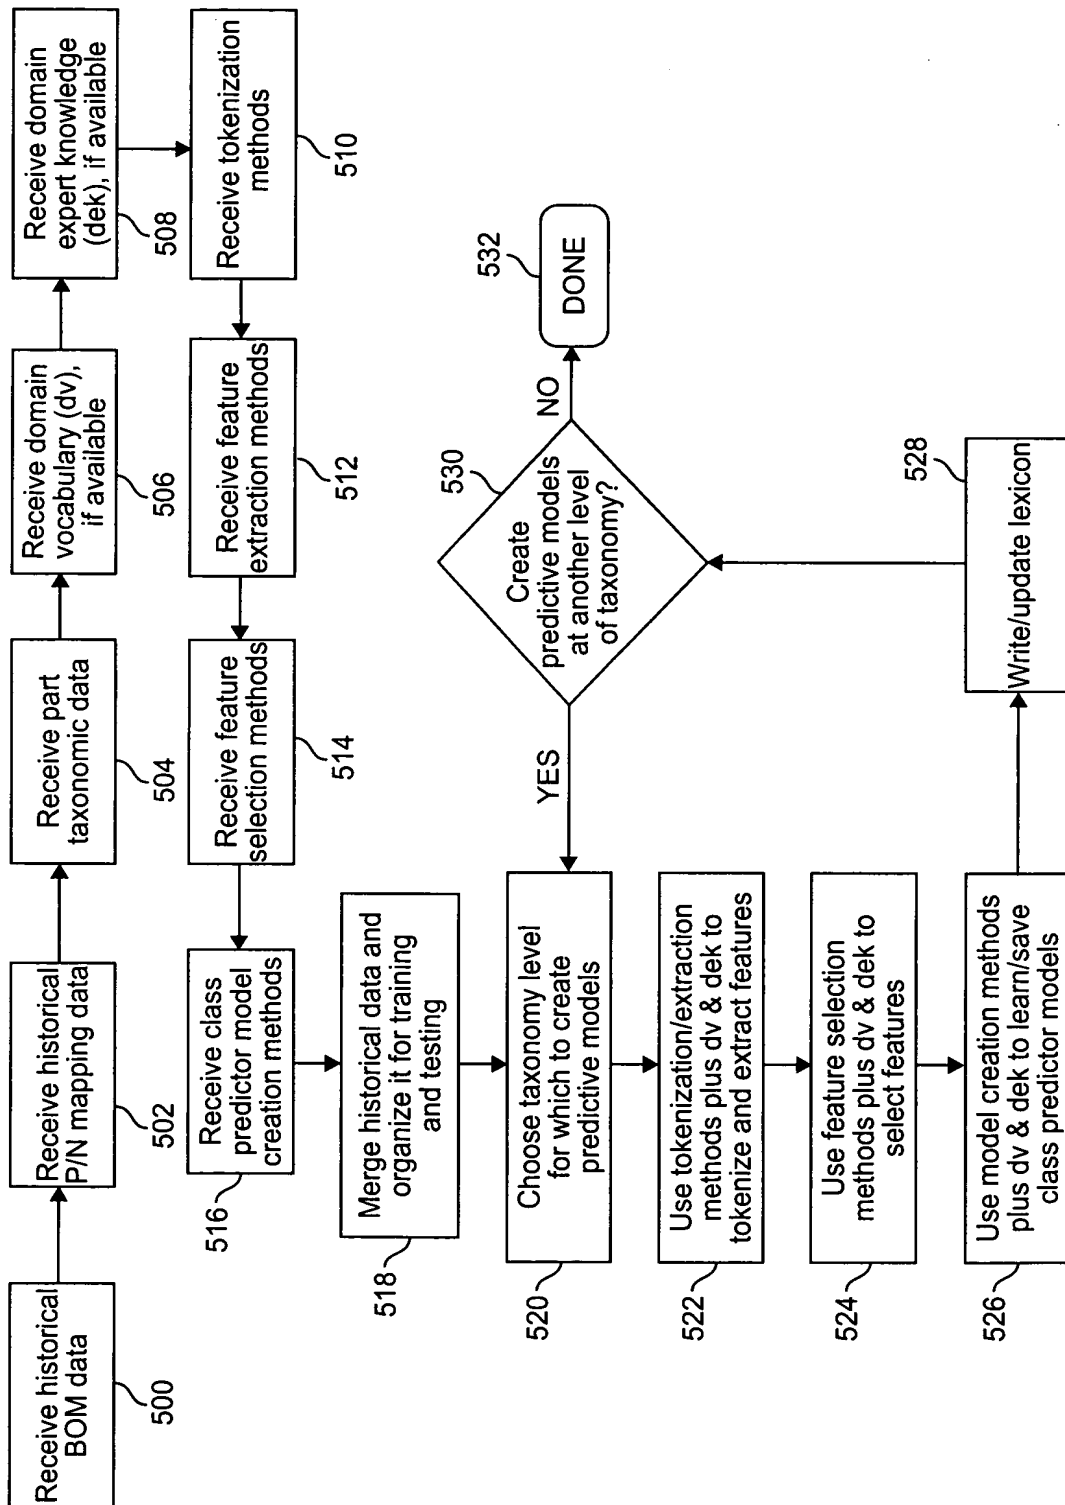 Receive historical
BOM data
500
Receive historical
P/N mapping data
502
Receive part
taxonomic data
504
Receive domain
vocabulary (dv),
if available
506
Receive domain
expert knowledge
(dek), if available
508
Receive tokenization
methods
510
Receive feature
extraction methods
512
Receive feature
selection methods
514
Receive class
predictor model
creation methods
516
Merge historical data and
organize it for training
and testing
518
Choose taxonomy level
for which to create
predictive models
520
Use tokenization/extraction
methods plus dv & dek to
tokenize and extract features
522
Use feature selection
methods plus dv & dek to
select features
524
Use model creation methods
plus dv & dek to learn/save
class predictor models
526
Write/update lexicon
528
Create
predictive models
at another level
of taxonomy?
530
YES
NO
DONE
532